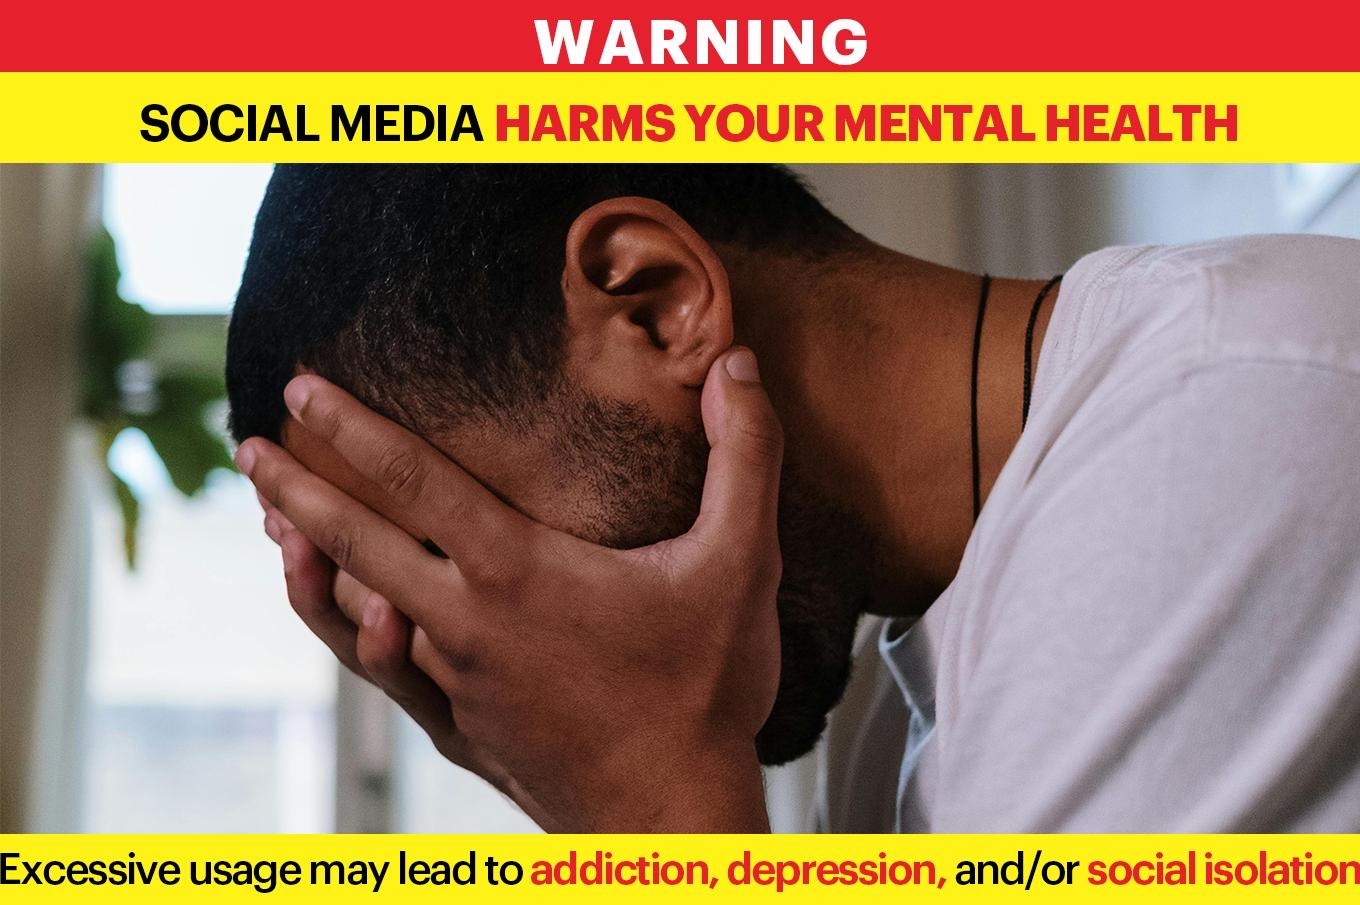 WARNING
SOCIAL MEDIA HARMS YOUR MENTAL HEALTH
Excessive usage may lead to addiction, depression, and/or social isolation